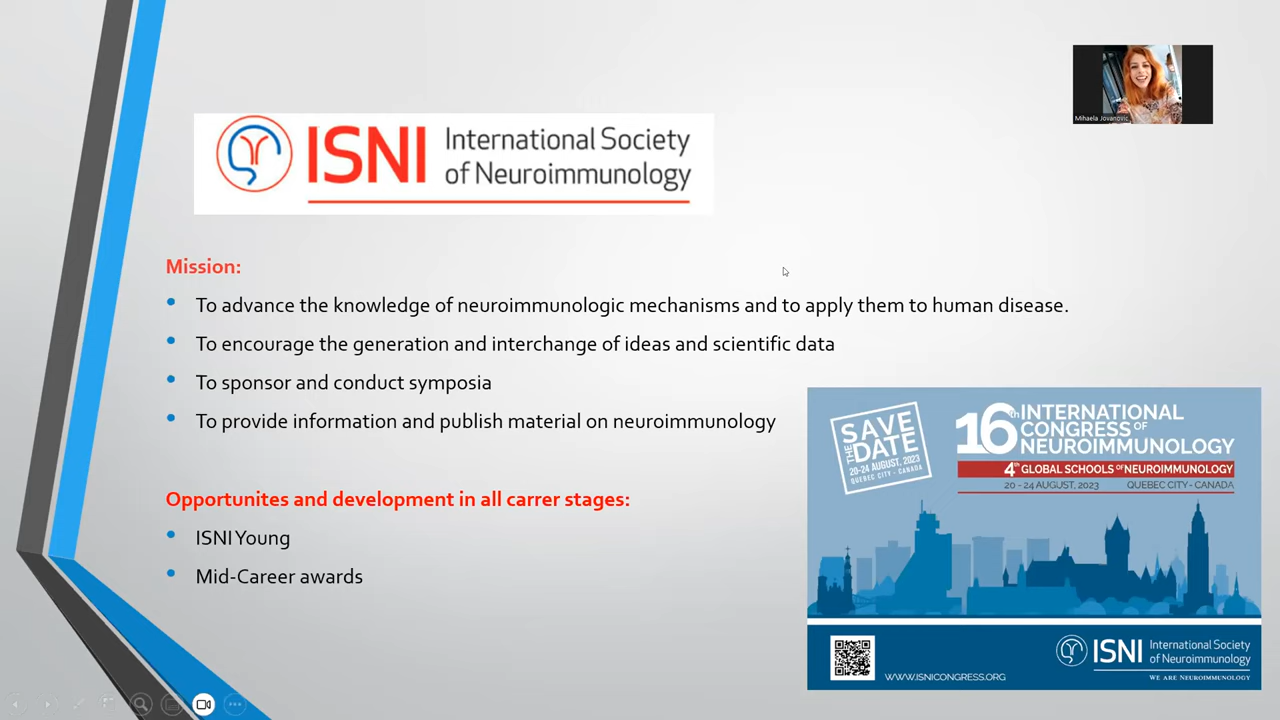 Mihaela Jovanovic
ISNI International Society
of Neuroimmunology
Mission:
• To advance the knowledge of neuroimmunologic mechanisms and to apply them to human disease.
• To encourage the generation and interchange of ideas and scientific data
• To sponsor and conduct symposia
• To provide information and publish material on neuroimmunology
Opportunites and development in all carrer stages:
• ISNI Young
• Mid-Career awards
SAVE
THE DATE
20-24 AUGUST, 2023
QUEBEC CITY - CANADA
16th INTERNATIONAL
CONGRESS OF
NEUROIMMUNOLOGY
4th GLOBAL SCHOOLS OF NEUROIMMUNOLOGY
20 - 24 AUGUST, 2023 QUEBEC CITY - CANADA
WWW.ISNICONGRESS.ORG
ISNI International Society
of Neuroimmunology
WE ARE NEUROIMMUNOLOGY